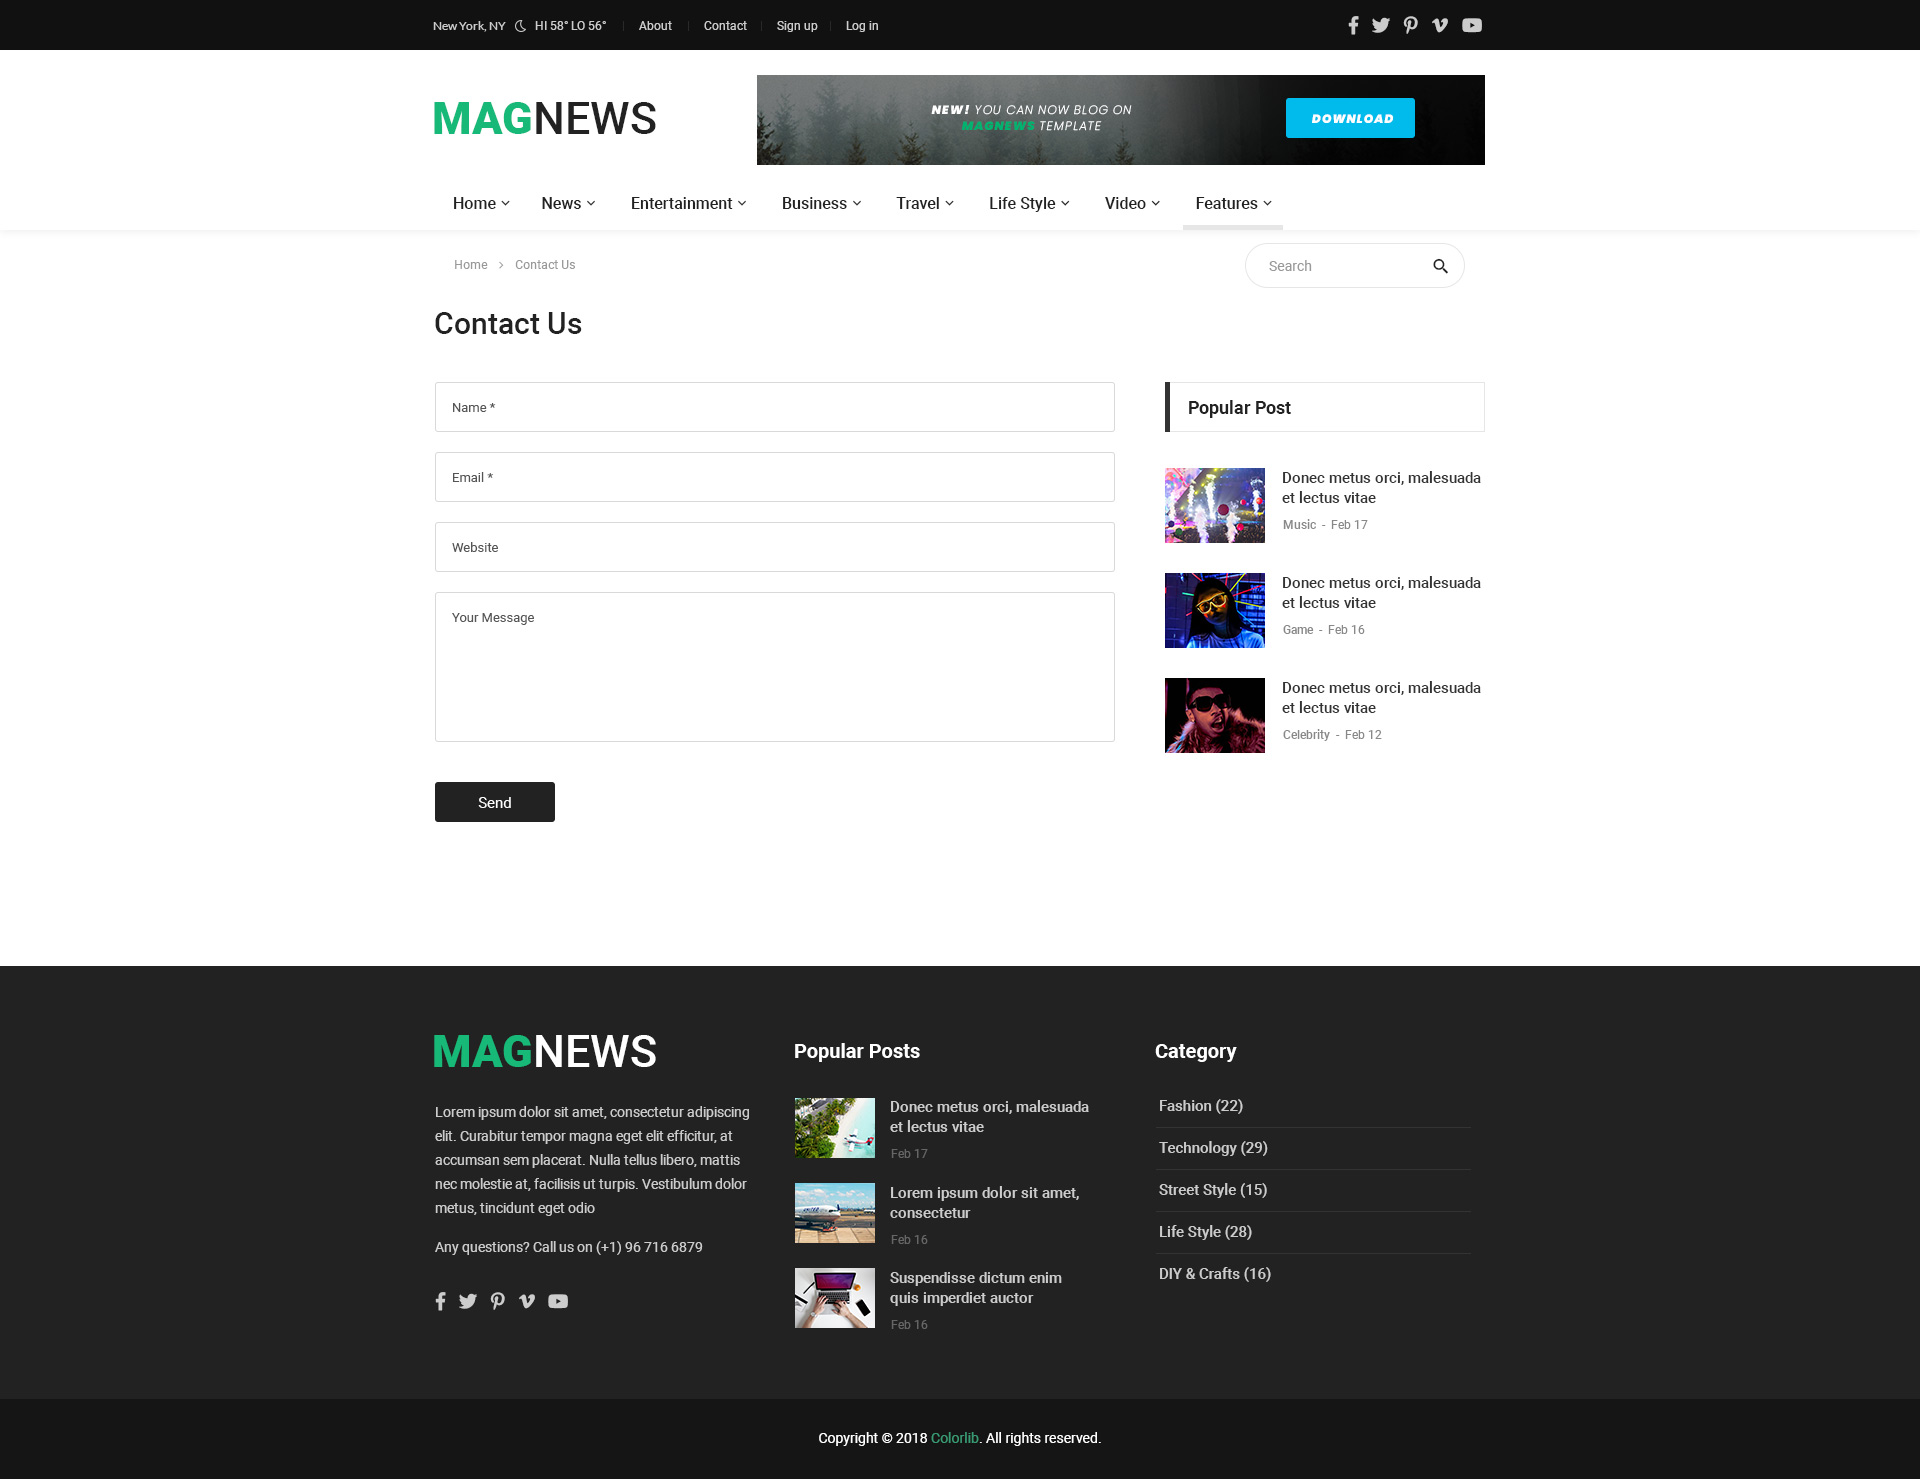 New York, NY HI 58° LO 56° About Contact Sign up Log in
MAGNEWS
NEW! YOU CAN NOW BLOG ON
MAGNEWS TEMPLATE
DOWNLOAD
Home News Entertainment Business Travel Life Style Video Features
Home > Contact Us
Search
Contact Us
Name *
Email *
Website
Your Message
Send
Popular Post
Donec metus orci, malesuada
et lectus vitae
Music - Feb 17
Donec metus orci, malesuada
et lectus vitae
Game - Feb 16
Donec metus orci, malesuada
et lectus vitae
Celebrity - Feb 12
MAGNEWS
Lorem ipsum dolor sit amet, consectetur adipiscing
elit. Curabitur tempor magna eget elit efficitur, at
accumsan sem placerat. Nulla tellus libero, mattis
nec molestie at, facilisis ut turpis. Vestibulum dolor
metus, tincidunt eget odio
Any questions? Call us on (+1) 96 716 6879
Popular Posts
Donec metus orci, malesuada
et lectus vitae
Feb 17
Lorem ipsum dolor sit amet,
consectetur
Feb 16
Suspendisse dictum enim
quis imperdiet auctor
Feb 16
Category
Fashion (22)
Technology (29)
Street Style (15)
Life Style (28)
DIY & Crafts (16)
Copyright © 2018 Colorlib. All rights reserved.